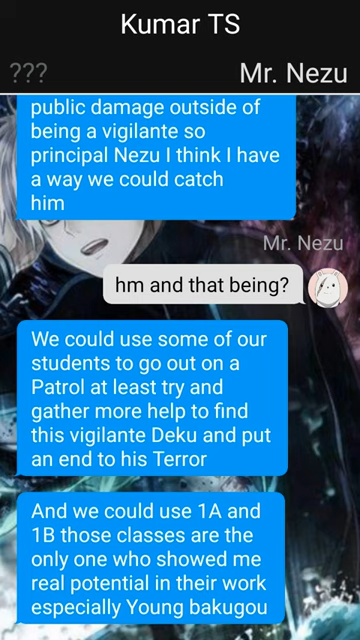 Kumar TS
???
Mr. Nezu
public damage outside of
being a vigilante so
principal Nezu I think I have
a way we could catch
him
Mr. Nezu
hm and that being?
We could use some of our
students to go out on a
Patrol at least try and
gather more help to find
this vigilante Deku and put
an end to his Terror
And we could use 1A and
1B those classes are the
only one who showed me
real potential in their work
especially Young bakugou